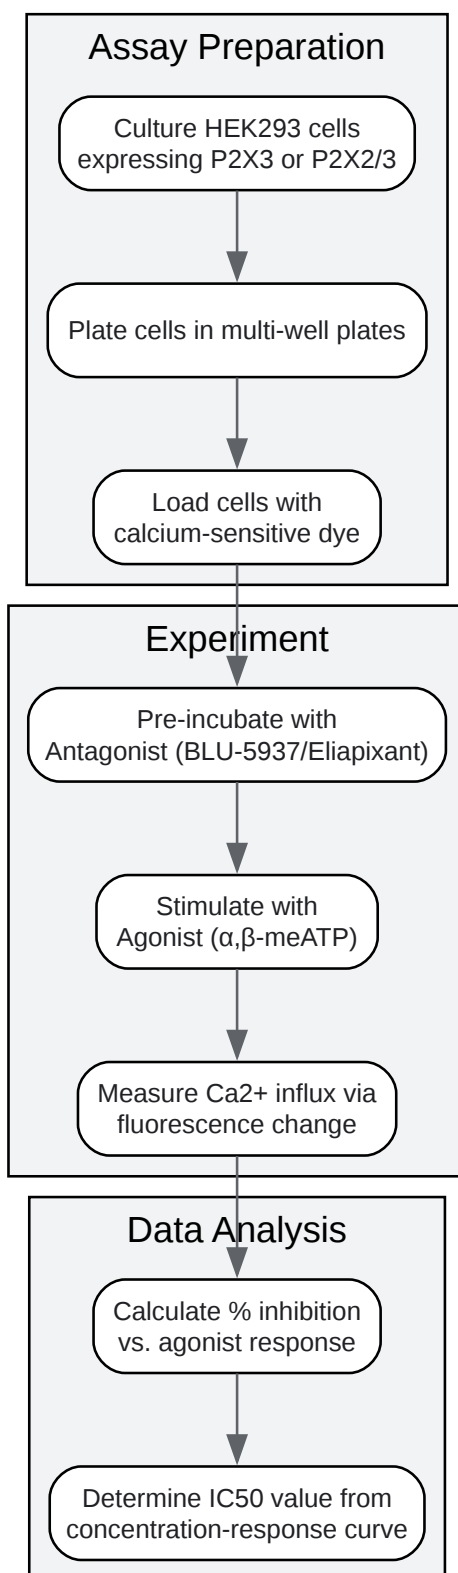 Assay Preparation
Culture HEK293 cells
expressing P2X3 or P2X2/3
Plate cells in multi-well plates
Load cells with
calcium-sensitive dye
Experiment
Pre-incubate with
Antagonist (BLU-5937/Eliapixant)
Stimulate with
Agonist (α,β-meATP)
Measure Ca2+ influx via
fluorescence change
Data Analysis
Calculate % inhibition
vs. agonist response
Determine IC50 value from
concentration-response curve